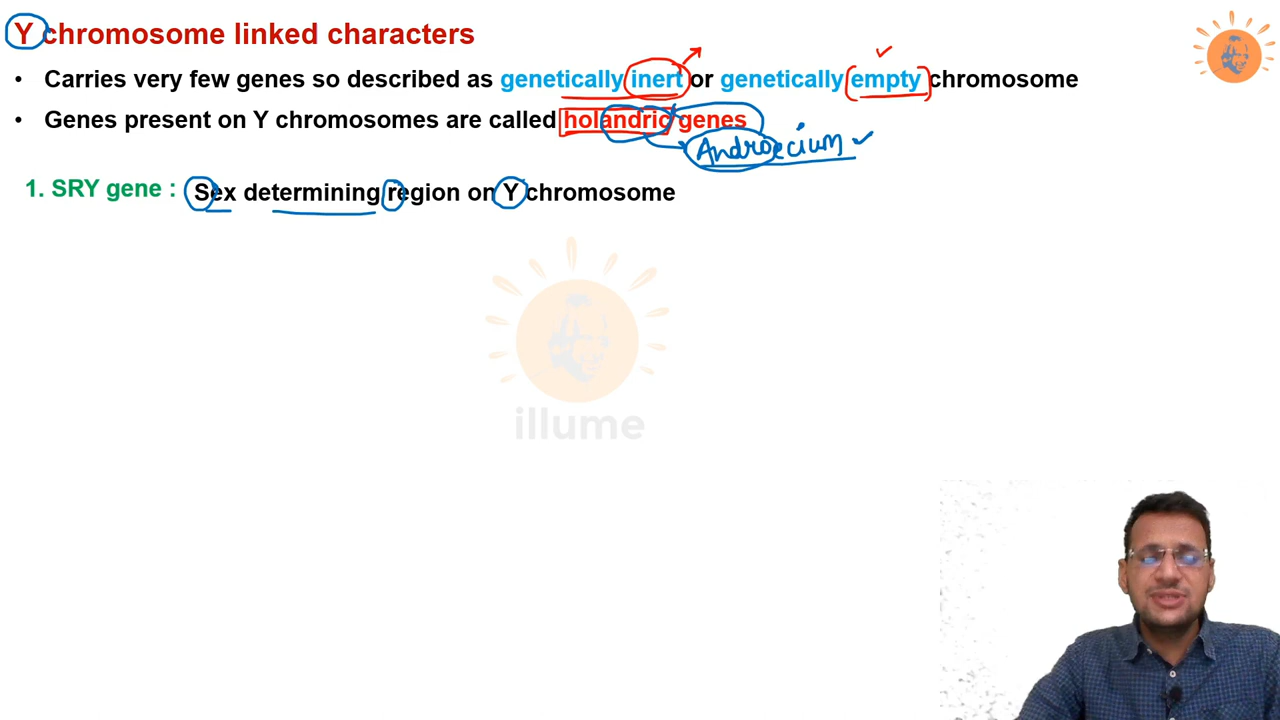 Y chromosome linked characters
• Carries very few genes so described as genetically inert or genetically empty chromosome
• Genes present on Y chromosomes are called holandric genes
Androecium
1. SRY gene : Sex determining region on Y chromosome
illume